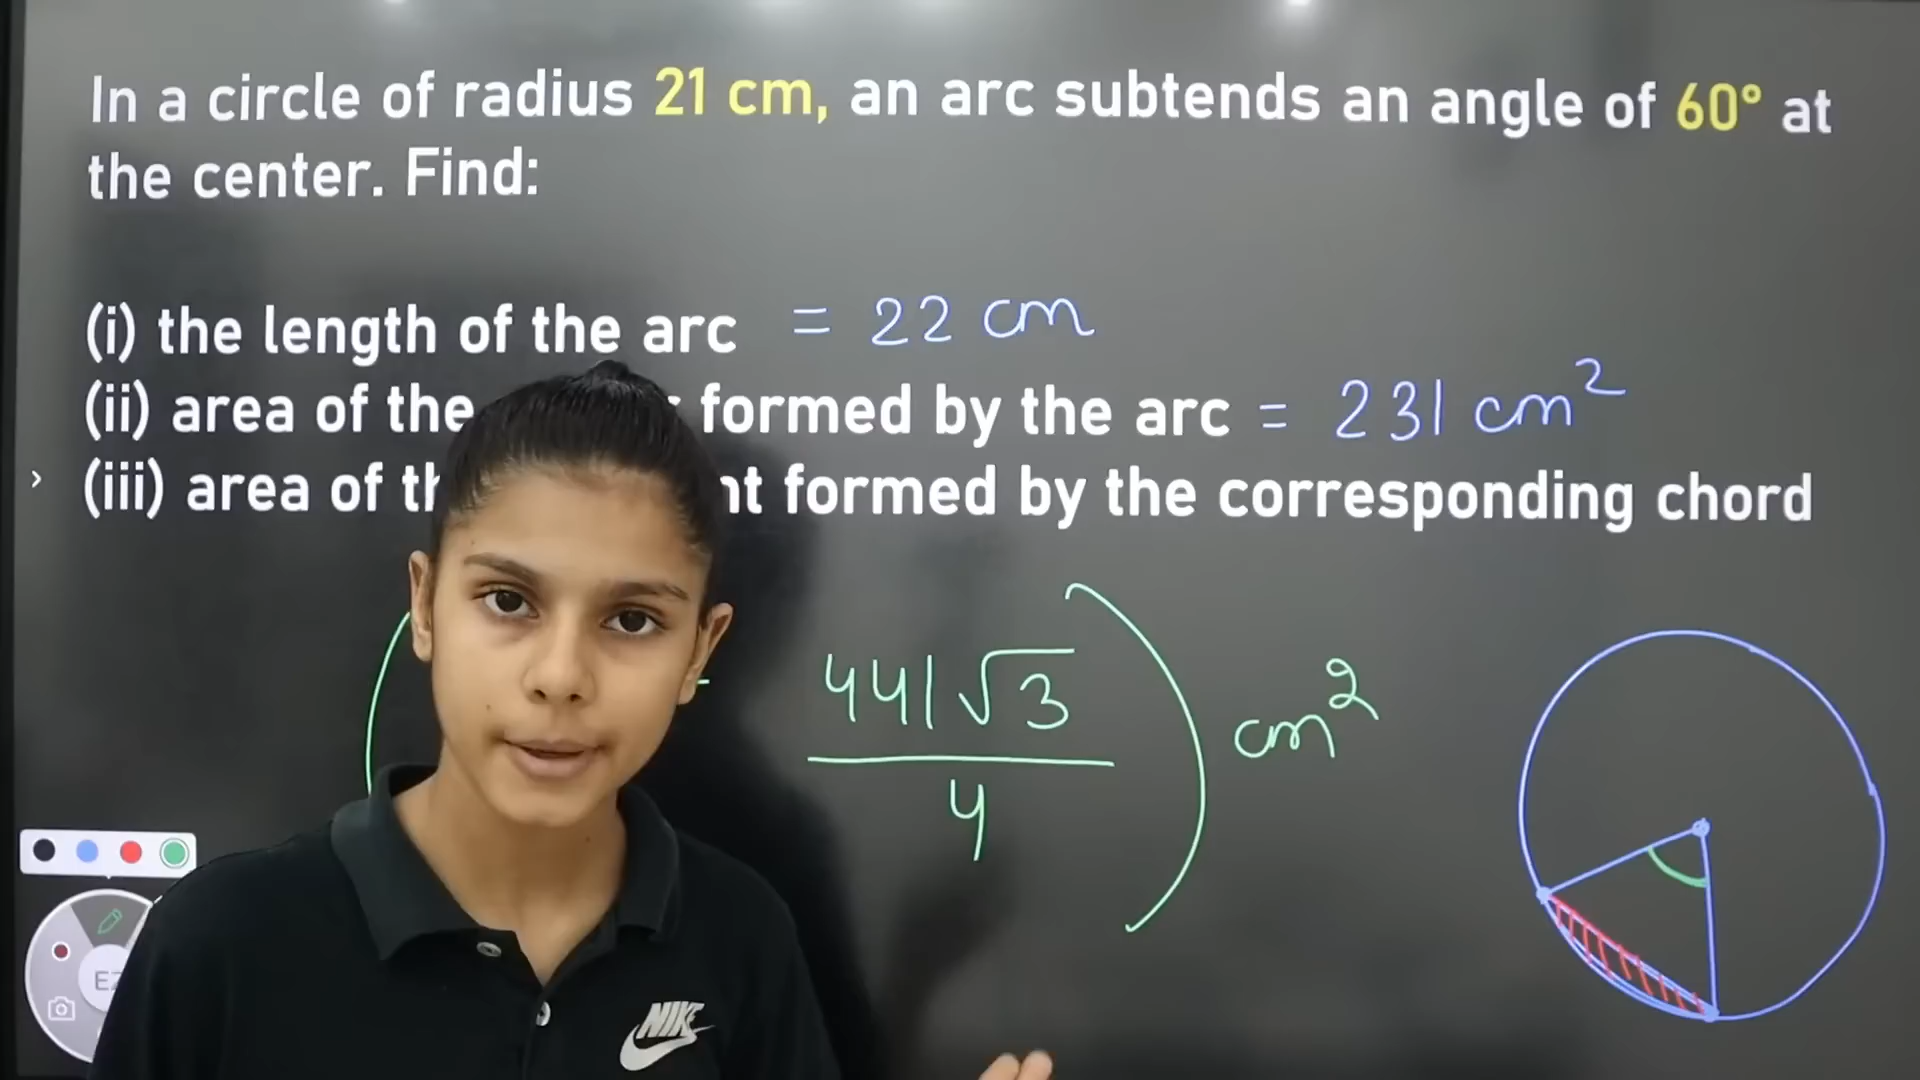 In a circle of radius 21 cm, an arc subtends an angle of 60° at
the center. Find:
(i) the length of the arc = 22 cm
(ii) area of the formed by the arc = 231 cm²
(iii) area of formed by the corresponding chord
441√3
cm²
4
NIKE